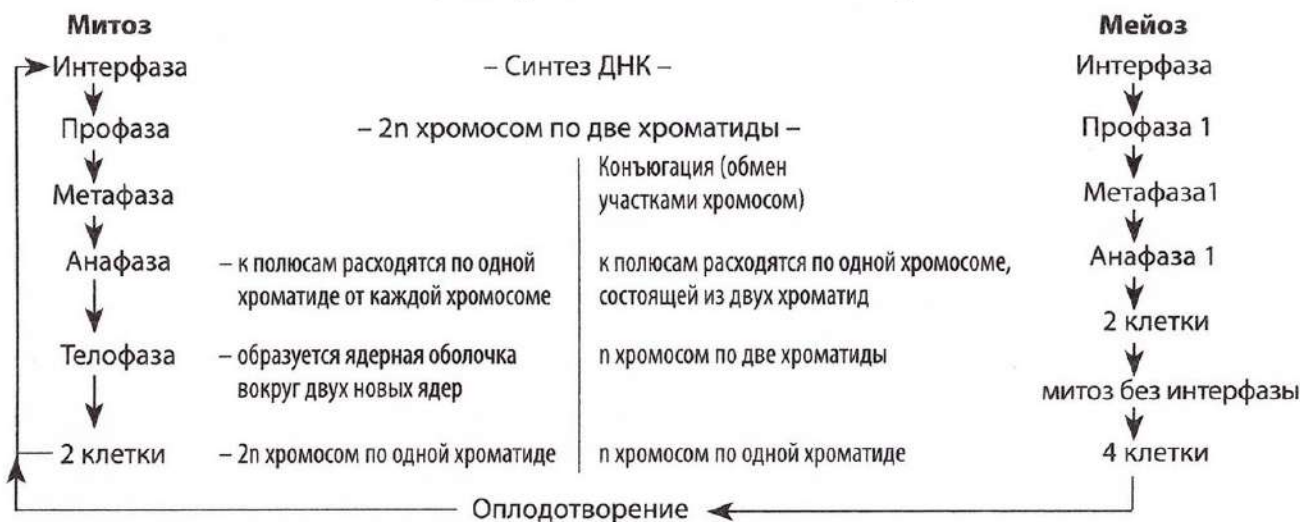 Митоз Мейоз
Интерфаза – Синтез ДНК – Интерфаза
Профаза – 2n хромосом по две хроматиды – Профаза 1
Конъюгация (обмен
Метафаза участками хромосом) Метафаза1
Анафаза – к полюсам расходятся по одной к полюсам расходятся по одной хромосоме, Анафаза 1
хроматиде от каждой хромосоме состоящей из двух хроматид
2 клетки
Телофаза – образуется ядерная оболочка n хромосом по две хроматиды
вокруг двух новых ядер митоз без интерфазы
2 клетки – 2n хромосом по одной хроматиде n хромосом по одной хроматиде 4 клетки
Оплодотворение